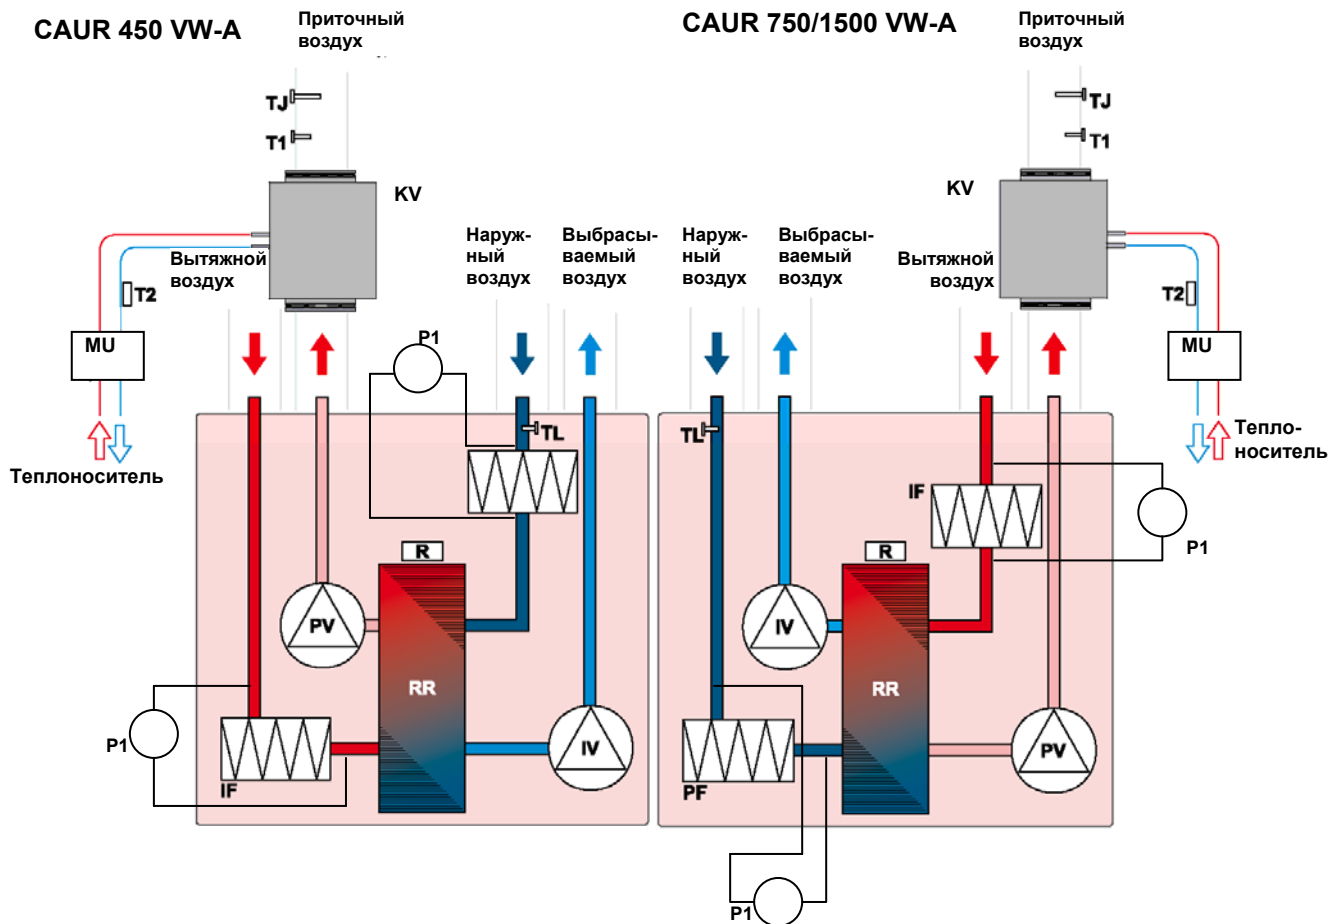 CAUR 450 VW-A
Приточный
воздух
TJ
T1
KV
Вытяжной
воздух
T2
MU
Теплоноситель
Наруж-
ный
воздух
Выбрасы-
ваемый
воздух
P1
TL
R
PV
RR
P1
IF
IV
CAUR 750/1500 VW-A
Приточный
воздух
TJ
T1
KV
Наруж-
ный
воздух
Выбрасы-
ваемый
воздух
Вытяжной
воздух
T2
MU
Тепло-
носитель
TL
IF
P1
R
IV
RR
PV
PF
P1